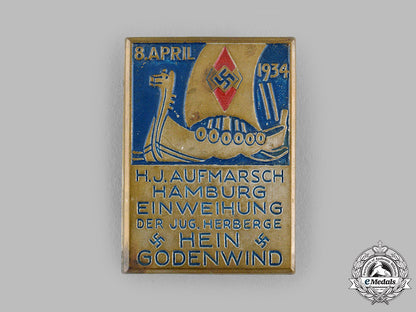 8. APRIL 1934
H.J. AUFMARSCH
HAMBURG
EINWEIHUNG
DER JUG. HERBERGE
HEIN
GODENWIND
eMedals